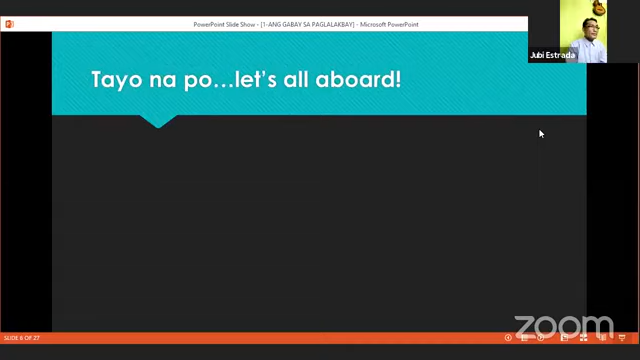 PowerPoint Slide Show - [1-ANG GABAY SA PAGLALAKBAY] - Microsoft PowerPoint
Jubi Estrada
Tayo na po…let's all aboard!
SLIDE 8 OF 27
zoom